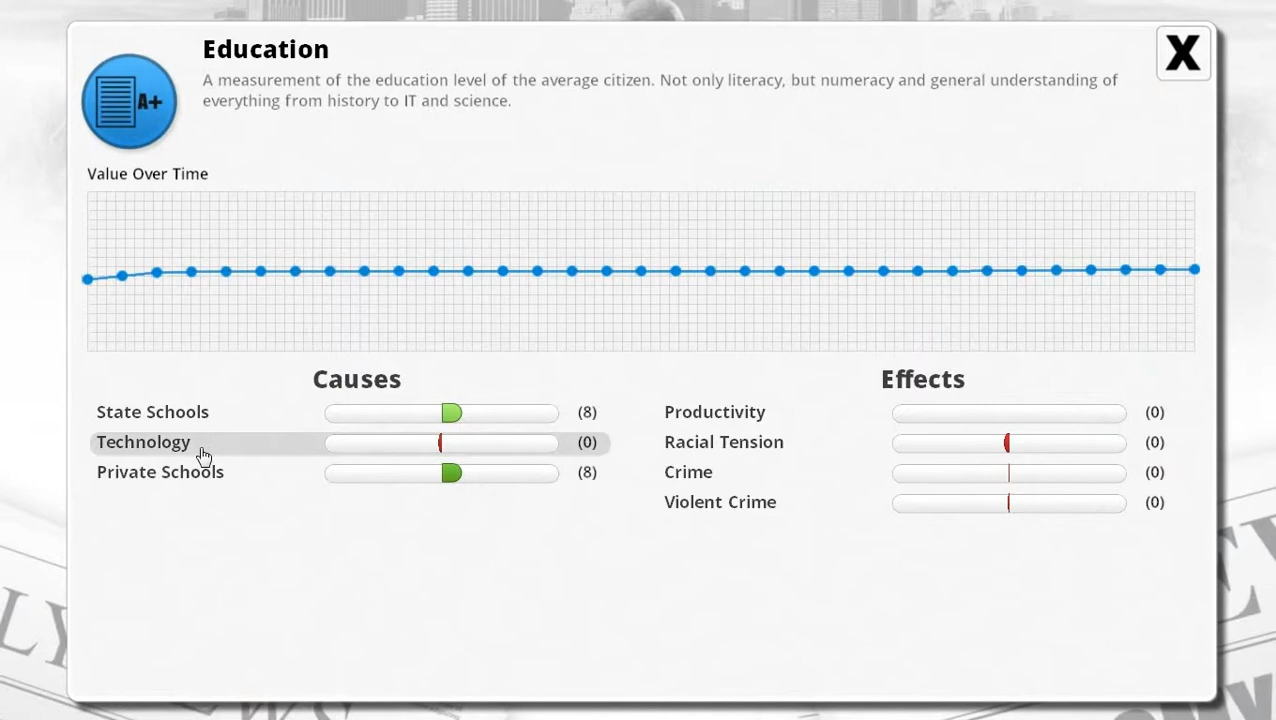 Education
X
A measurement of the education level of the average citizen. Not only literacy, but numeracy and general understanding of
everything from history to IT and science.
A+
Value Over Time
Causes
Effects
State Schools (8)
Productivity (0)
Technology (0)
Racial Tension (0)
Private Schools (8)
Crime (0)
Violent Crime (0)